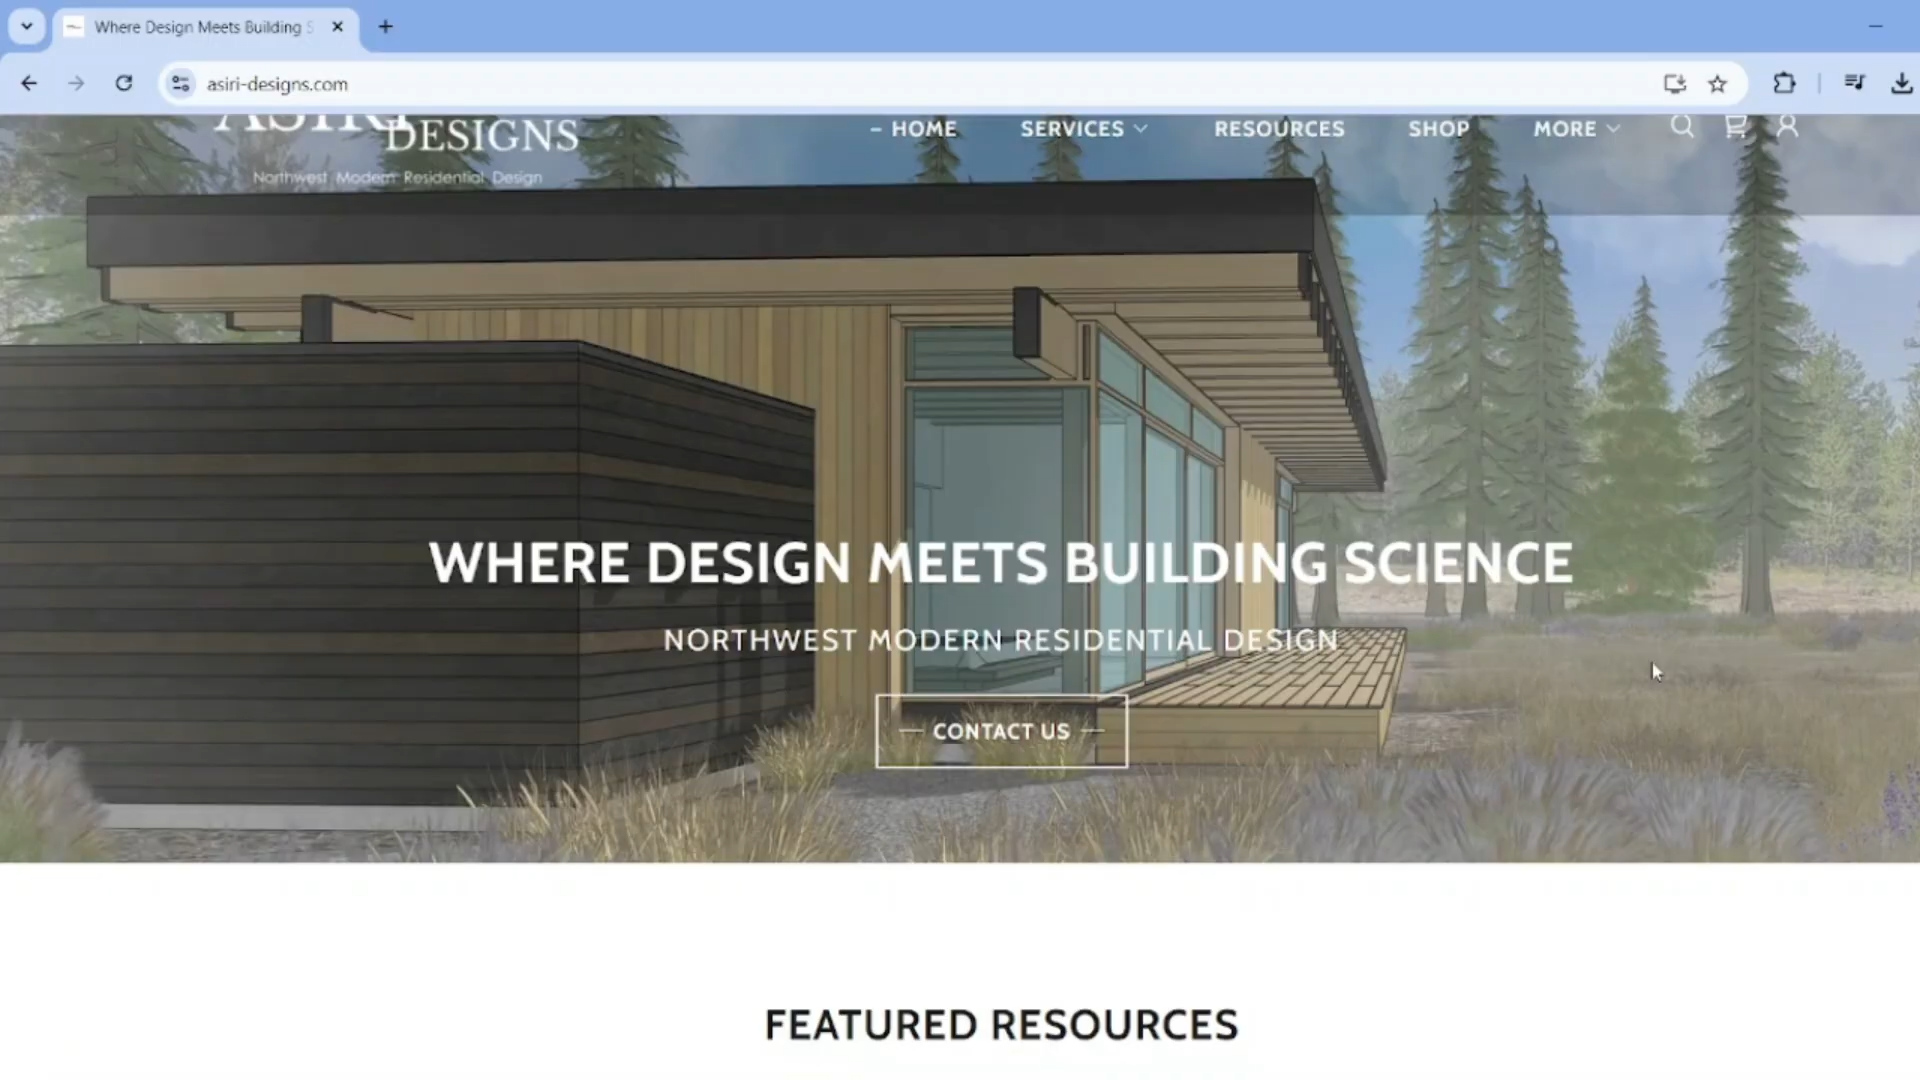 Where Design Meets Building S
asiri-designs.com
ASIRI
DESIGNS
Northwest Modern Residential Design
– HOME
SERVICES
RESOURCES
SHOP
MORE
WHERE DESIGN MEETS BUILDING SCIENCE
NORTHWEST MODERN RESIDENTIAL DESIGN
— CONTACT US —
FEATURED RESOURCES